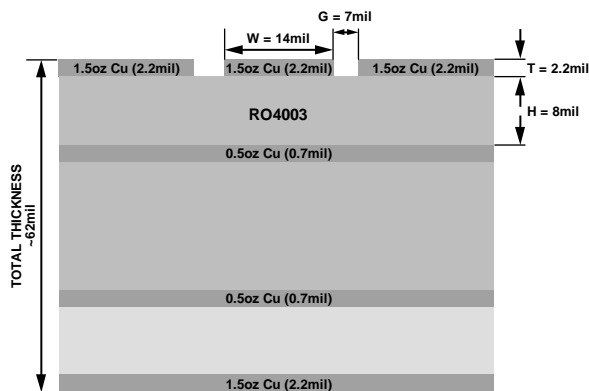 G = 7mil
W = 14mil
1.5oz Cu (2.2mil) 1.5oz Cu (2.2mil) 1.5oz Cu (2.2mil)
T = 2.2mil
RO4003
H = 8mil
0.5oz Cu (0.7mil)
TOTAL THICKNESS
~62mil
0.5oz Cu (0.7mil)
1.5oz Cu (2.2mil)